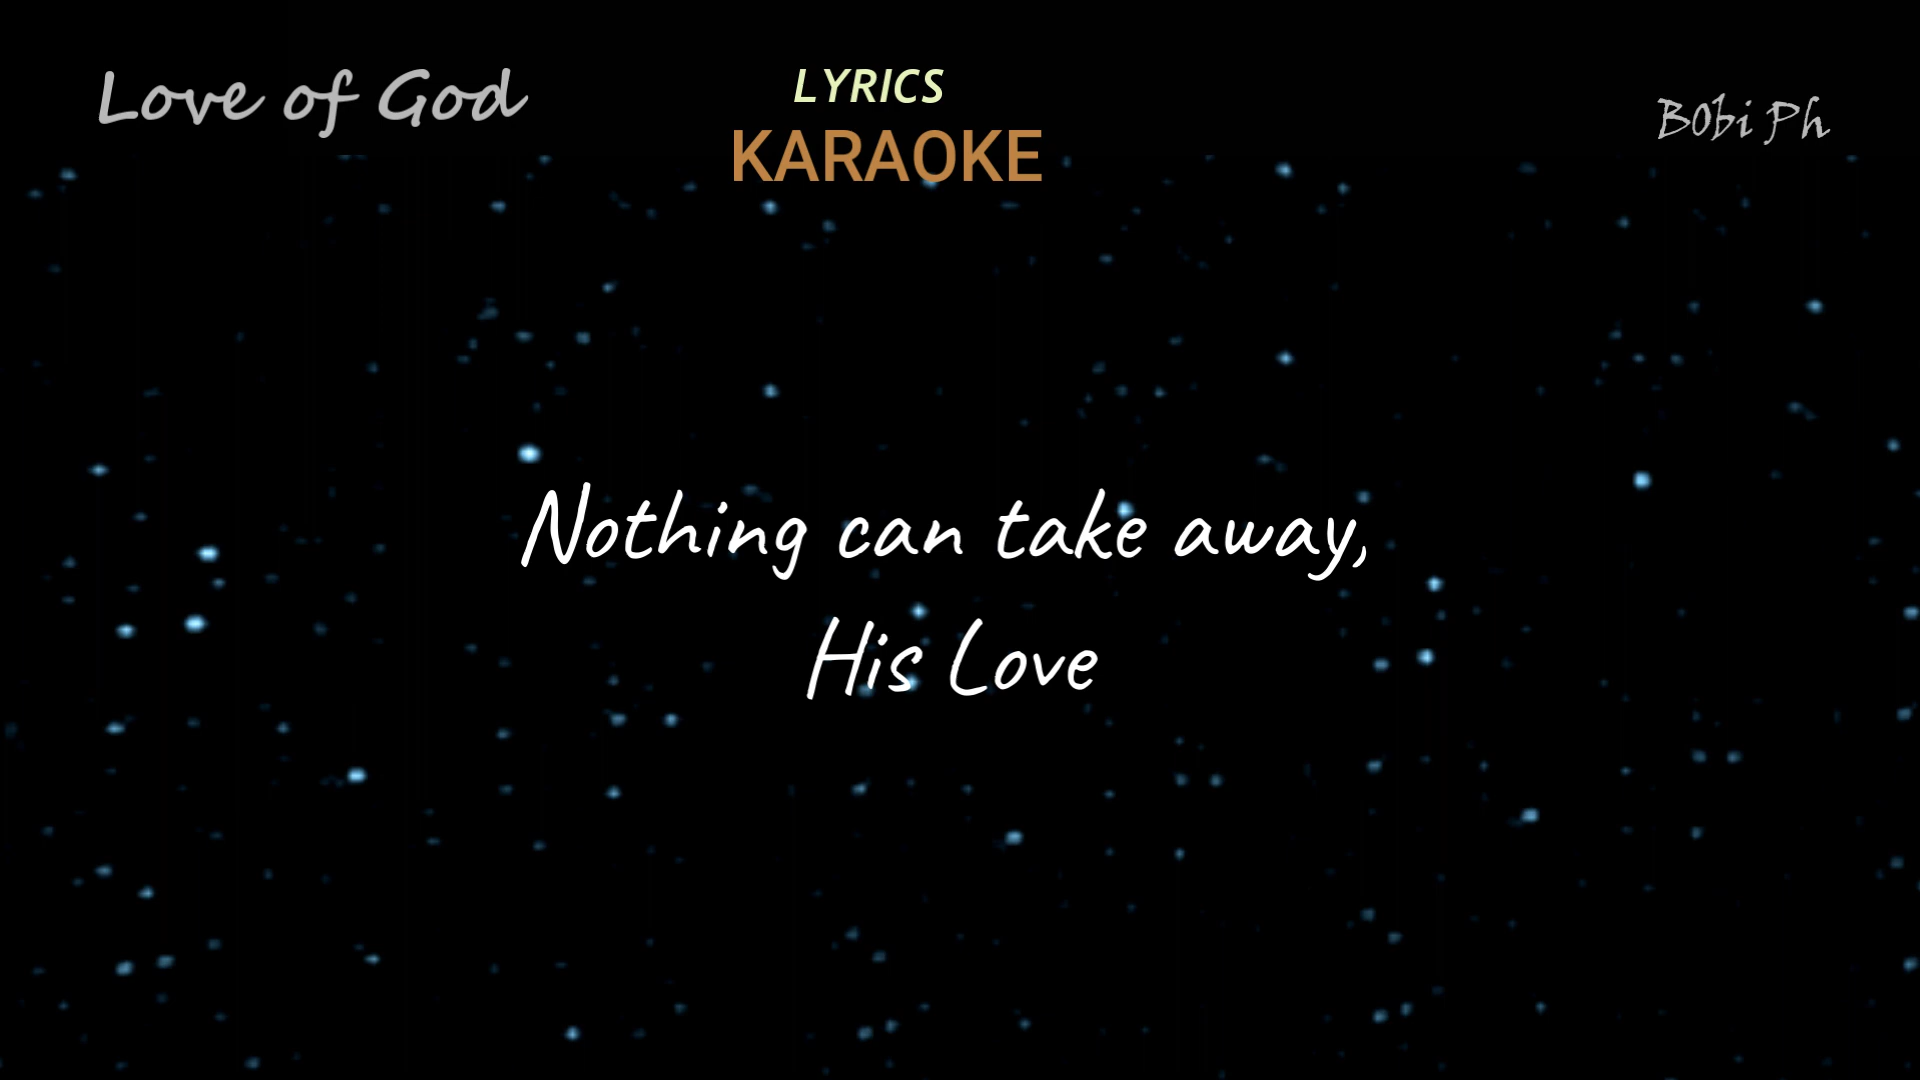 Love of God
LYRICS
KARAOKE
Bobi Ph
Nothing can take away,
His Love